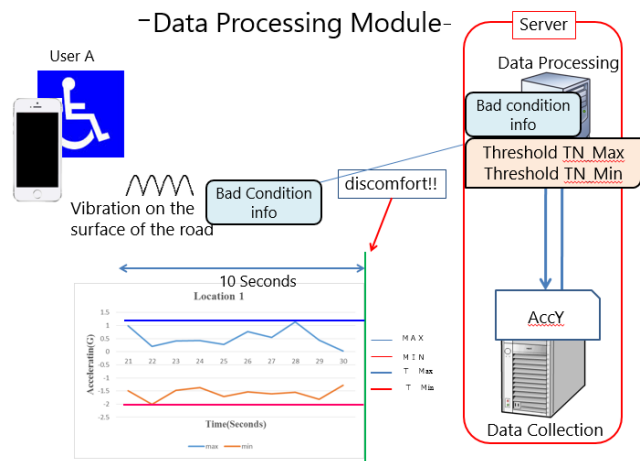 -Data Processing Module-
Server
User A
Data Processing
Bad condition
info
Threshold TN_Max
Threshold TN_Min
discomfort!!
Bad Condition
info
Vibration on the
surface of the road
10 Seconds
Location 1
Acceleratin(G)
1.5
1
0.5
0
-0.5
-1
-1.5
-2
-2.5
21 22 23 24 25 26 27 28 29 30
Time(Seconds)
max min
MAX
MIN
T Max
T Min
AccY
Data Collection